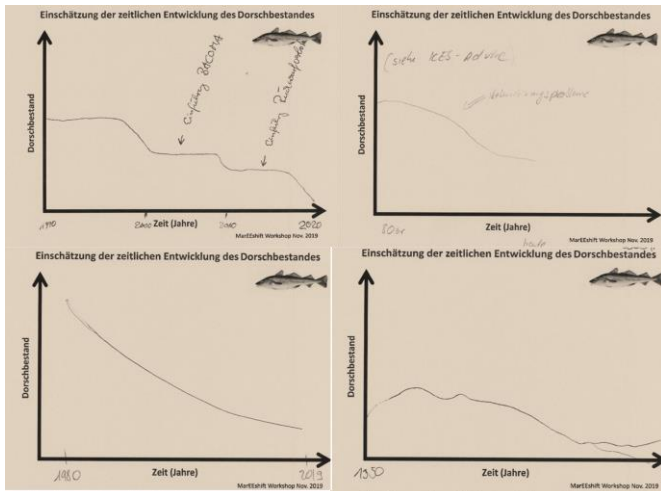 Einschätzung der zeitlichen Entwicklung des Dorschbestandes
Dorschbestand
Einführung BACOMA
Einführung
1990
2000
2010
2020
Zeit (Jahre)
MarEEshift Workshop Nov. 2019
Einschätzung der zeitlichen Entwicklung des Dorschbestandes
(siehe ICES-Advice
Dorschbestand
80er
heute
Zeit (Jahre)
MarEEshift Workshop Nov. 2019
Einschätzung der zeitlichen Entwicklung des Dorschbestandes
Dorschbestand
1980
2019
Zeit (Jahre)
MarEEshift Workshop Nov. 2019
Einschätzung der zeitlichen Entwicklung des Dorschbestandes
Dorschbestand
1950
Zeit (Jahre)
MarEEshift Workshop Nov. 2019